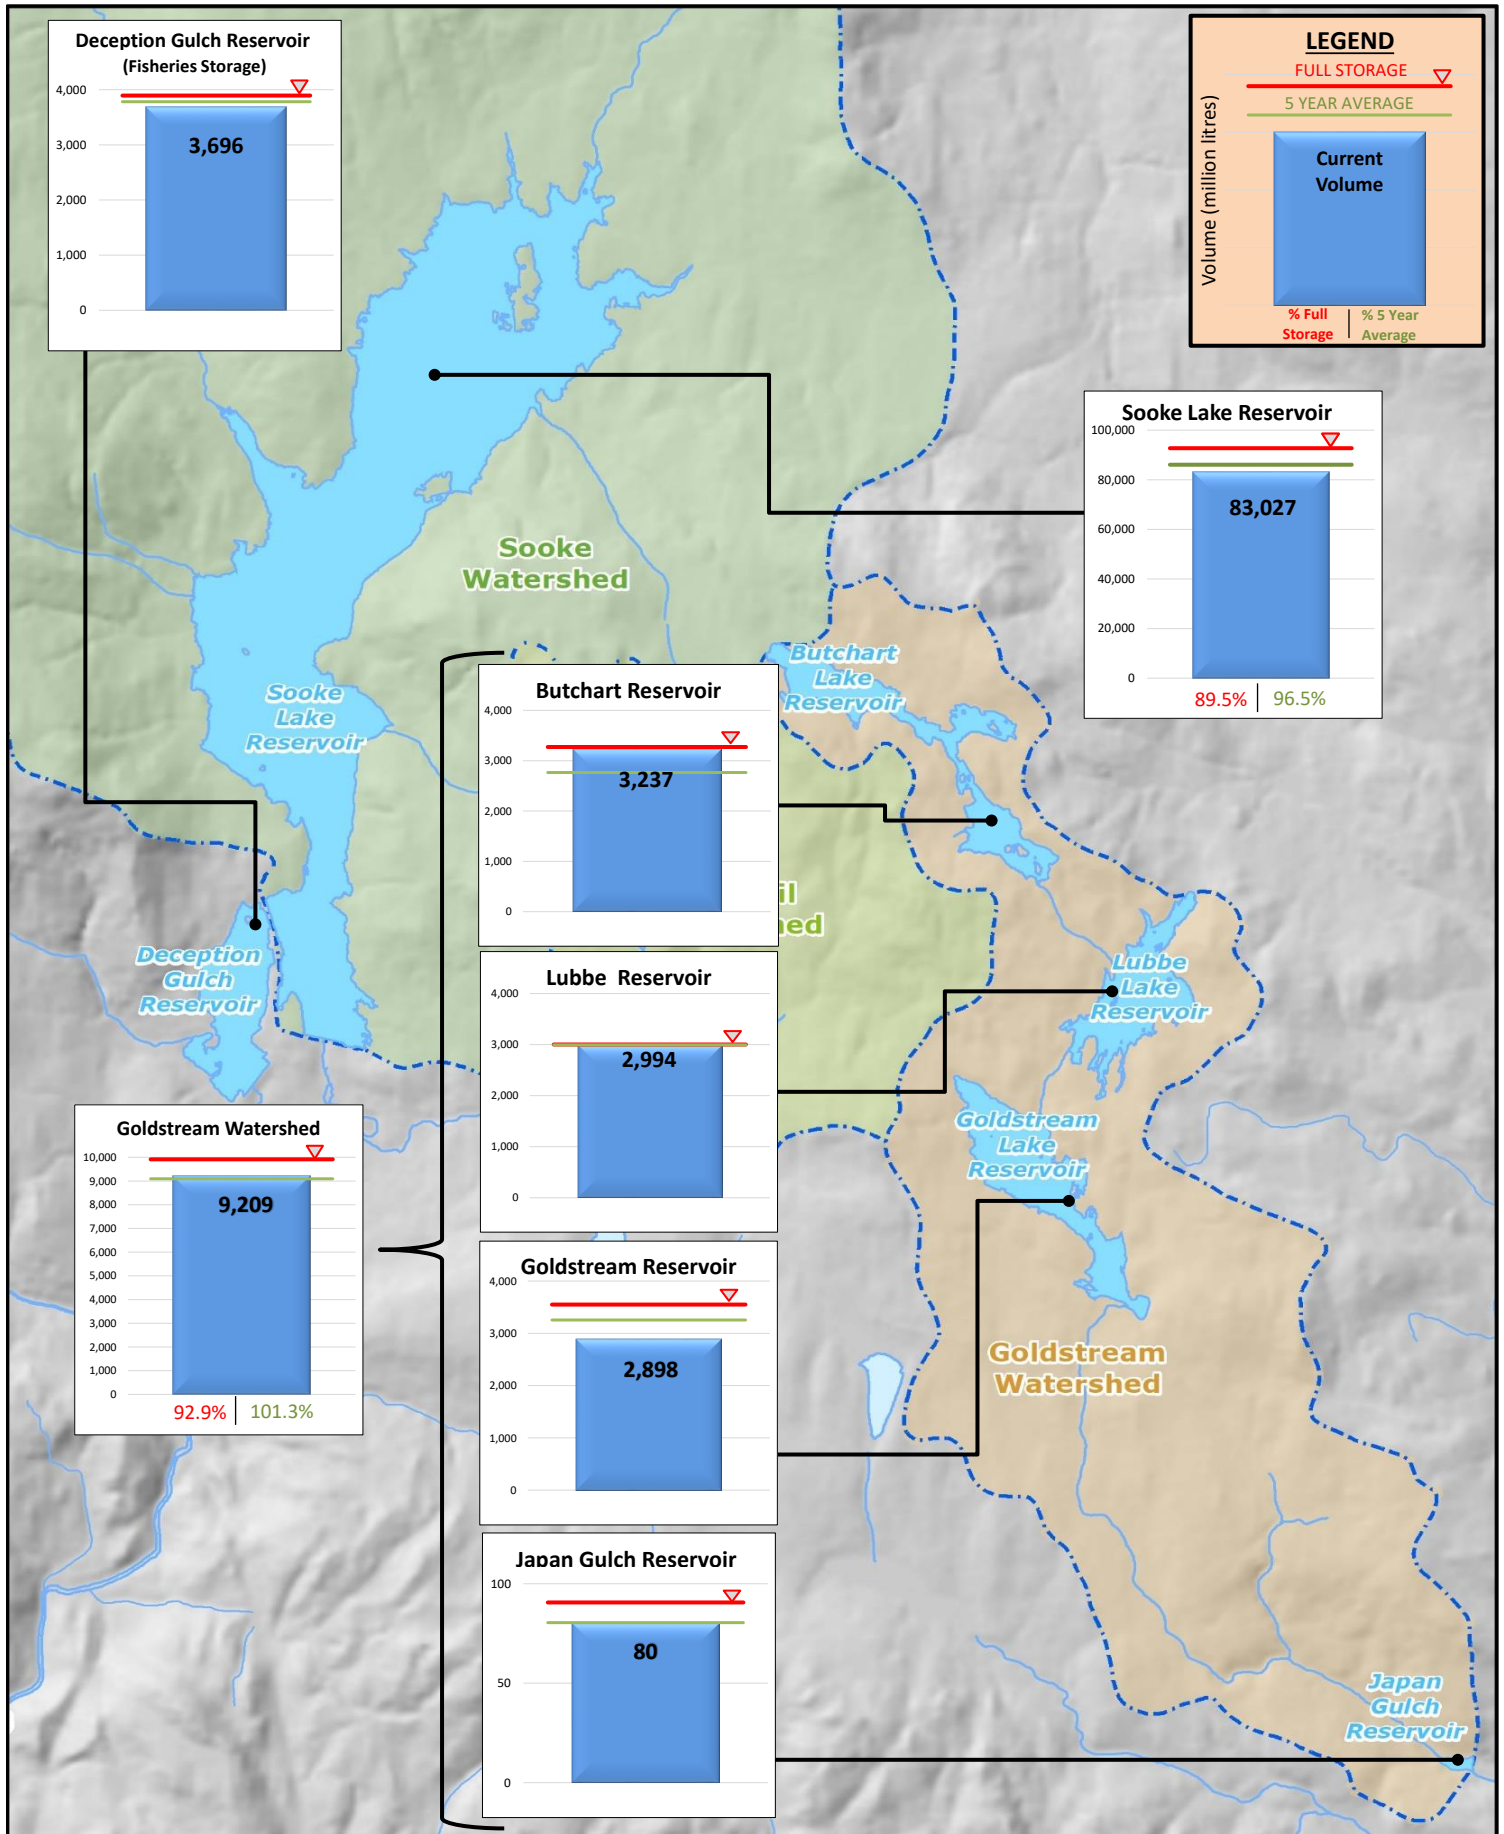 Deception Gulch Reservoir
(Fisheries Storage)
4,000
3,000
2,000
1,000
0
3,696
LEGEND
FULL STORAGE
5 YEAR AVERAGE
Volume (million litres)
Current
Volume
% Full
Storage
% 5 Year
Average
Sooke Lake Reservoir
100,000
80,000
60,000
40,000
20,000
0
83,027
89.5%
96.5%
Sooke
Watershed
Sooke
Lake
Reservoir
Butchart
Lake
Reservoir
Butchart Reservoir
4,000
3,000
2,000
1,000
0
3,237
il
ed
Deception
Gulch
Reservoir
Lubbe
Lake
Reservoir
Lubbe Reservoir
4,000
3,000
2,000
1,000
0
2,994
Goldstream
Lake
Reservoir
Goldstream Watershed
10,000
9,000
8,000
7,000
6,000
5,000
4,000
3,000
2,000
1,000
0
9,209
92.9%
101.3%
Goldstream Reservoir
4,000
3,000
2,000
1,000
0
2,898
Goldstream
Watershed
Japan Gulch Reservoir
100
50
0
80
Japan
Gulch
Reservoir